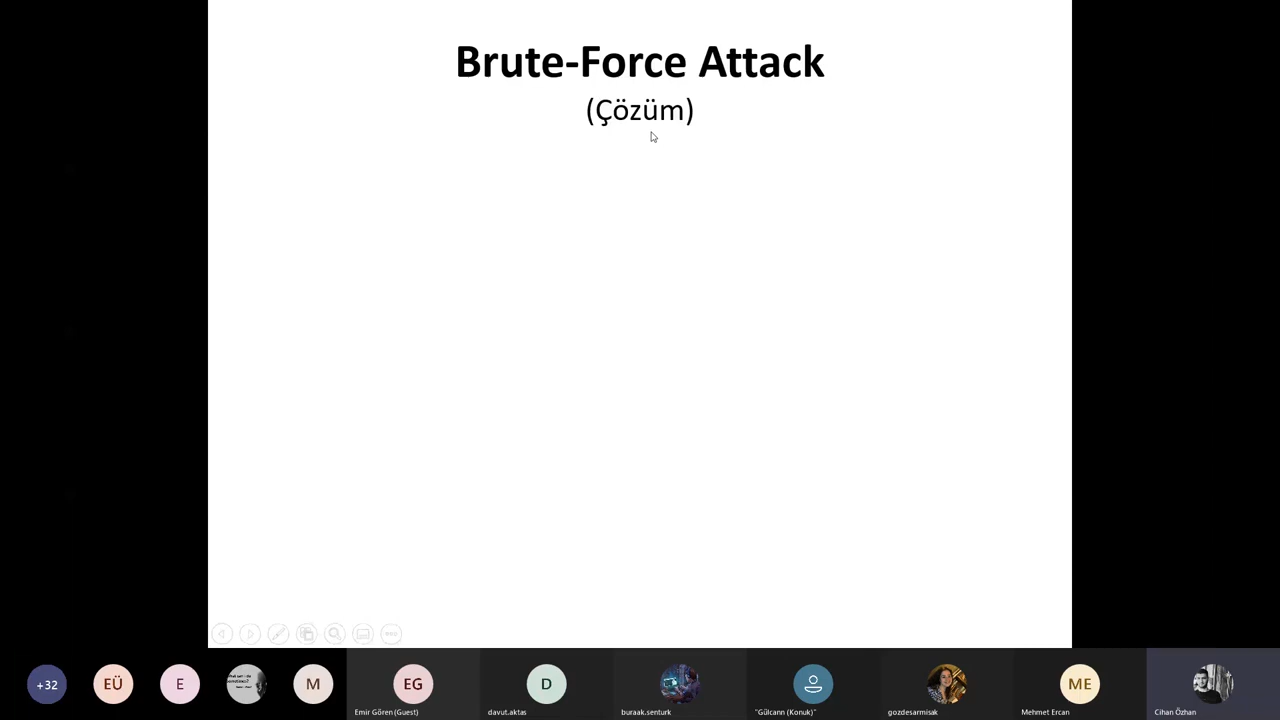 Brute-Force Attack
(Çözüm)
+32
EÜ
E
M
EG
D
ME
Emir Gören (Guest)
davut.aktas
buraak.senturk
"Gülcann (Konuk)"
gozdesarmisak
Mehmet Ercan
Cihan Özhan